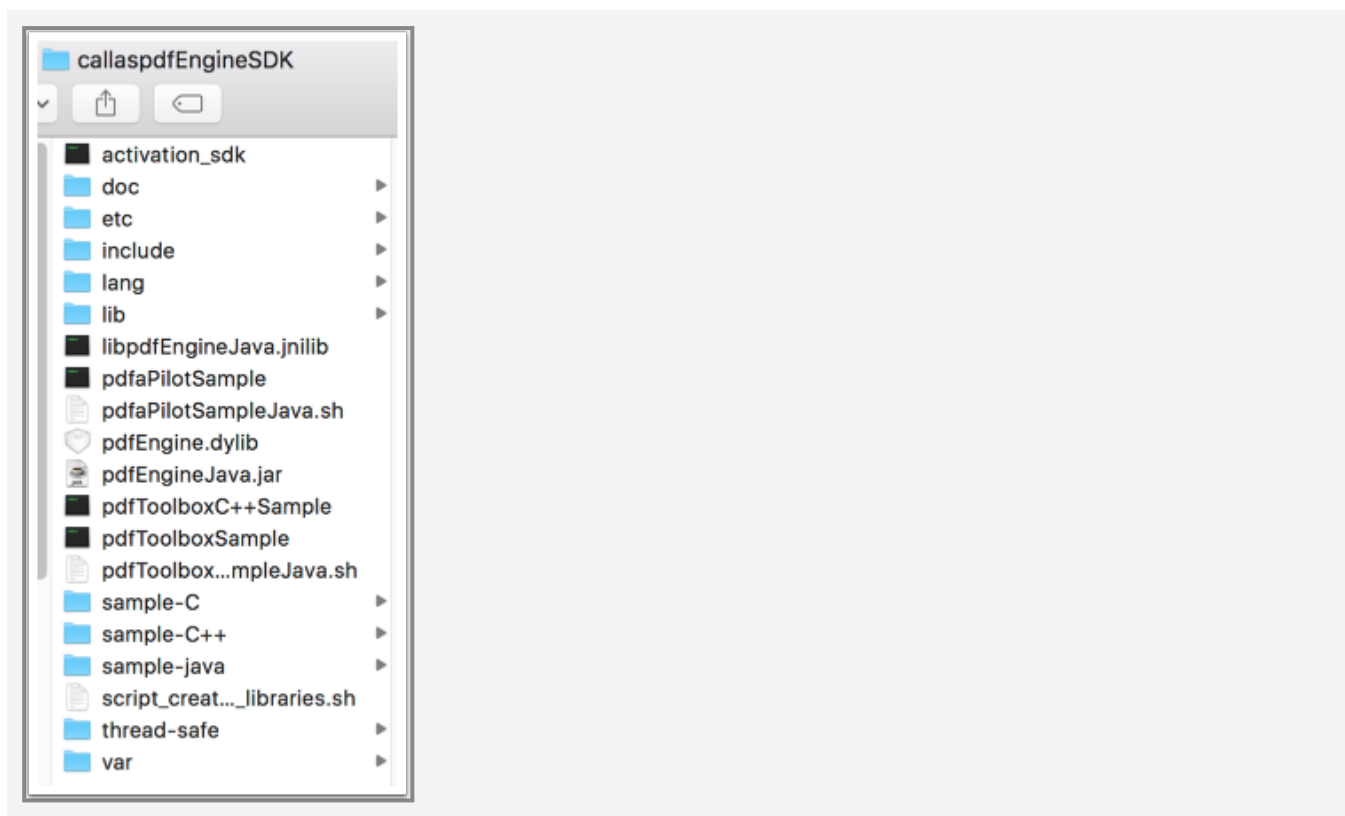 callaspdfEngineSDK
activation_sdk
doc
etc
include
lang
lib
libpdfEngineJava.jnilib
pdfaPilotSample
pdfaPilotSampleJava.sh
pdfEngine.dylib
pdfEngineJava.jar
pdfToolboxC++Sample
pdfToolboxSample
pdfToolbox...mpleJava.sh
sample-C
sample-C++
sample-java
script_creat..._libraries.sh
thread-safe
var